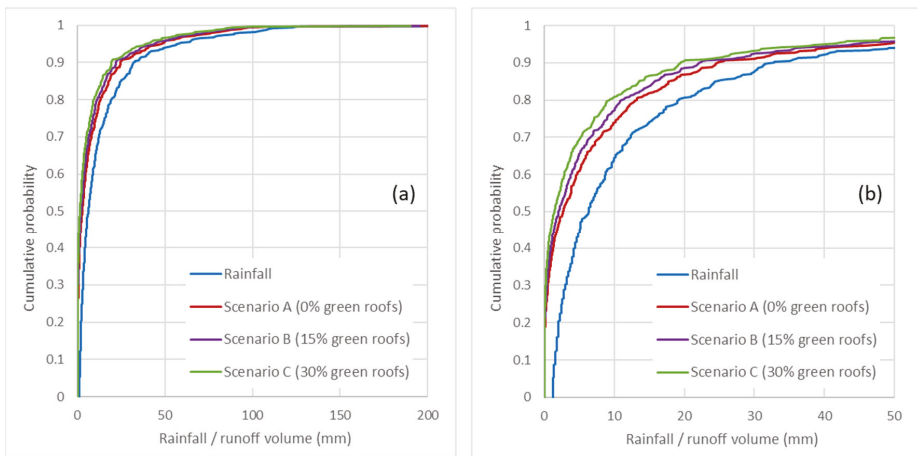 1
0.9
0.8
0.7
0.6
0.5
0.4
0.3
0.2
0.1
0
Cumulative probability
(a)
Rainfall
Scenario A (0% green roofs)
Scenario B (15% green roofs)
Scenario C (30% green roofs)
0 50 100 150 200
Rainfall / runoff volume (mm)
1
0.9
0.8
0.7
0.6
0.5
0.4
0.3
0.2
0.1
0
Cumulative probability
(b)
Rainfall
Scenario A (0% green roofs)
Scenario B (15% green roofs)
Scenario C (30% green roofs)
0 10 20 30 40 50
Rainfall / runoff volume (mm)